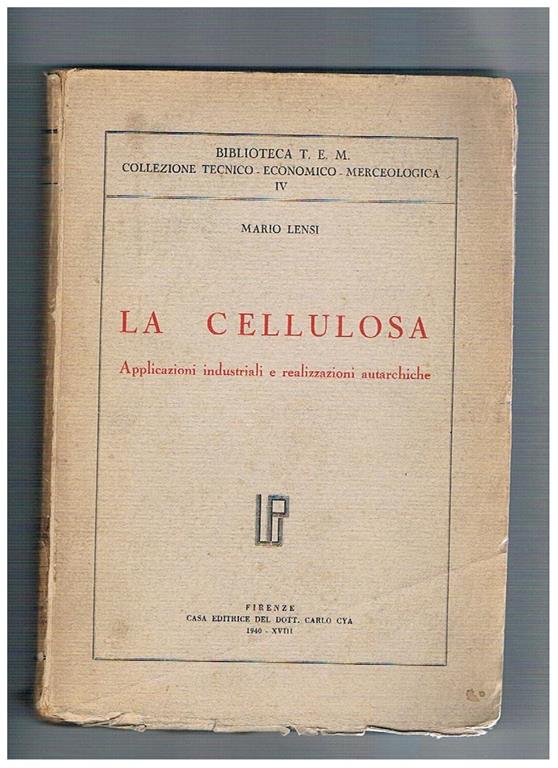 BIBLIOTECA T. E. M.
COLLEZIONE TECNICO - ECONOMICO - MERCEOLOGICA
IV
MARIO LENSI
LA CELLULOSA
Applicazioni industriali e realizzazioni autarchiche
FIRENZE
CASA EDITRICE DEL DOTT. CARLO CYA
1940 - XVIII